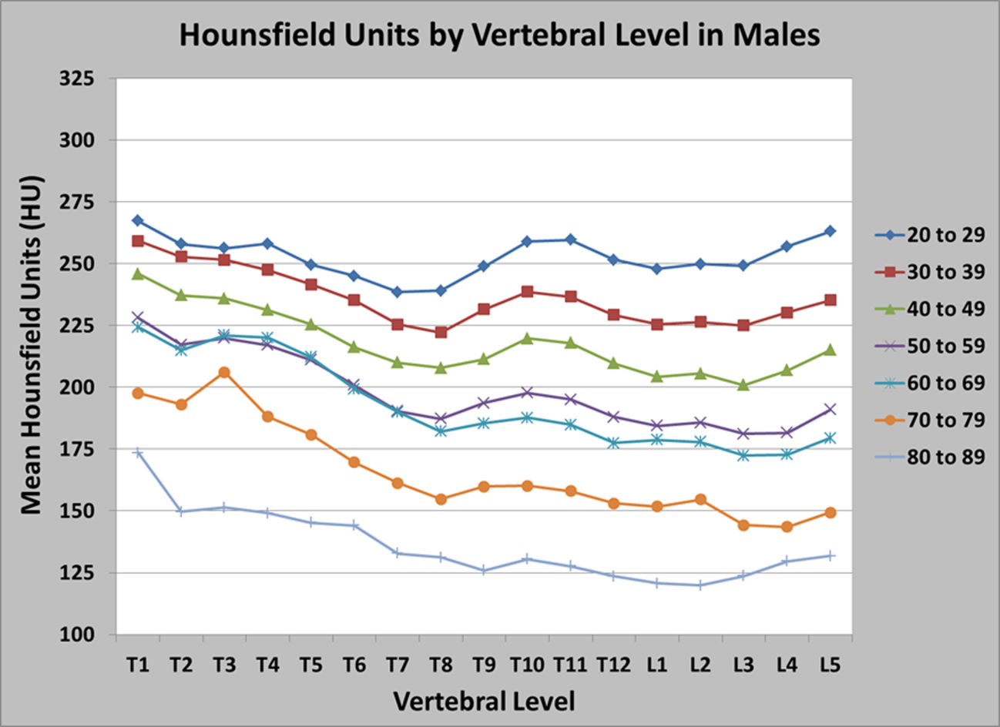 Hounsfield Units by Vertebral Level in Males
Mean Hounsfield Units (HU)
325
300
275
250
225
200
175
150
125
100
T1 T2 T3 T4 T5 T6 T7 T8 T9 T10 T11 T12 L1 L2 L3 L4 L5
Vertebral Level
20 to 29
30 to 39
40 to 49
50 to 59
60 to 69
70 to 79
80 to 89